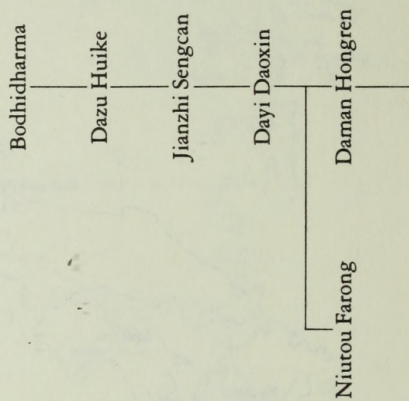 Bodhidharma
Dazu Huike
Jianzhi Sengcan
Dayi Daoxin
Daman Hongren
Niutou Farong